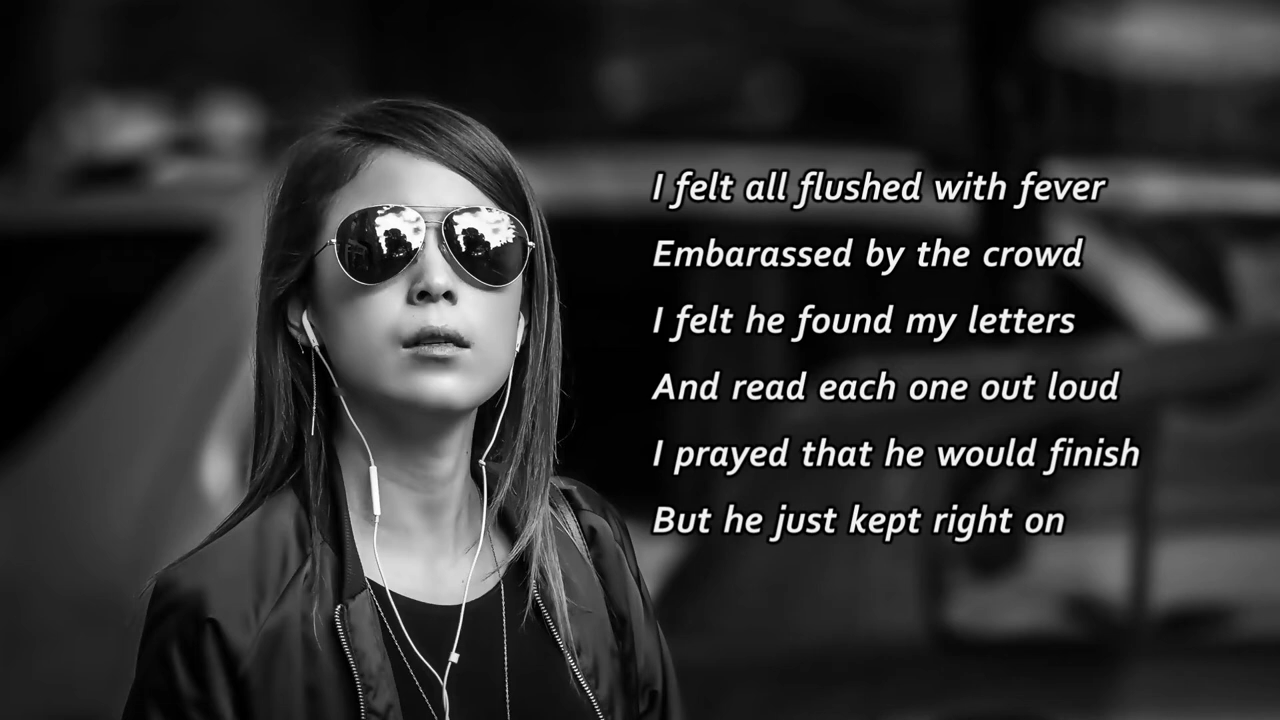 I felt all flushed with fever
Embarassed by the crowd
I felt he found my letters
And read each one out loud
I prayed that he would finish
But he just kept right on